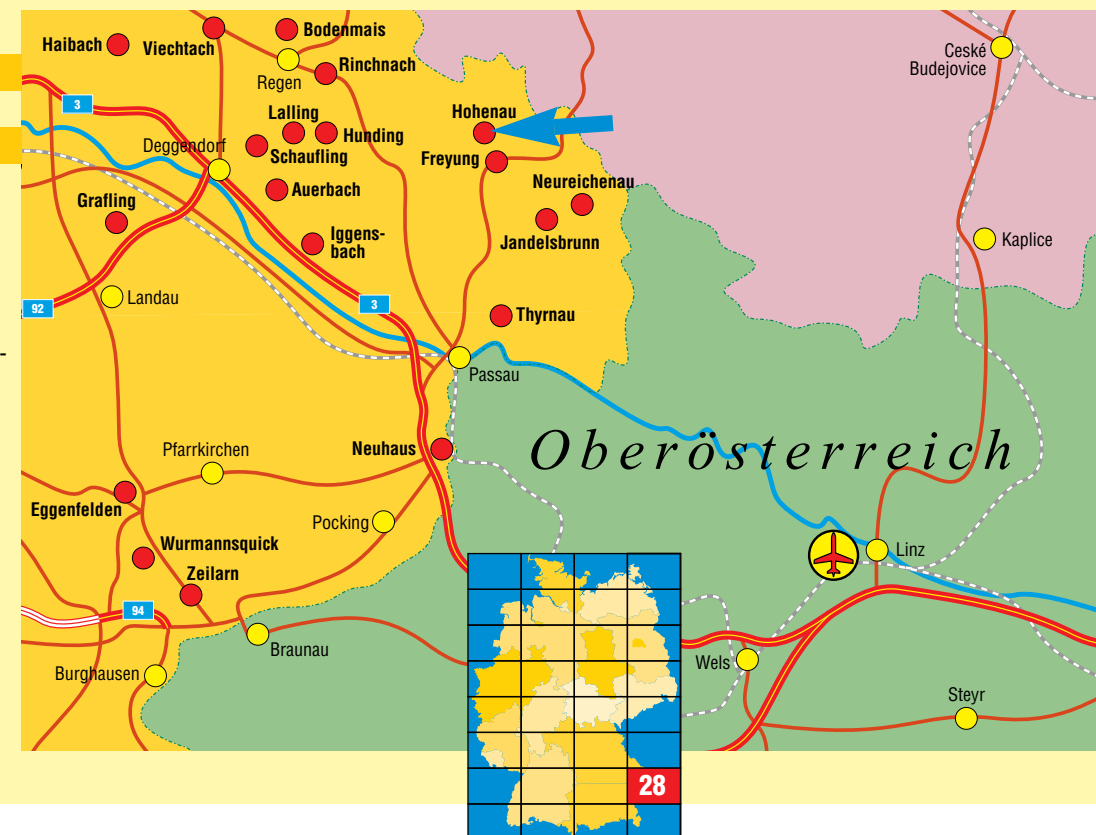 Bodenmais
Haibach
Viechtach
Ceské
Budejovice
Rinchnach
Regen
3
Lalling
Hohenau
Hunding
Deggendorf
Schaufling
Freyung
Neureichenau
Auerbach
Grafling
Iggens-
bach
Jandelsbrunn
Kaplice
Landau
3
92
Thyrnau
-
Passau
Pfarrkirchen
Neuhaus
Oberösterreich
Eggenfelden
Pocking
Wurmannsquick
Linz
Zeilarn
94
Braunau
Wels
Burghausen
Steyr
28